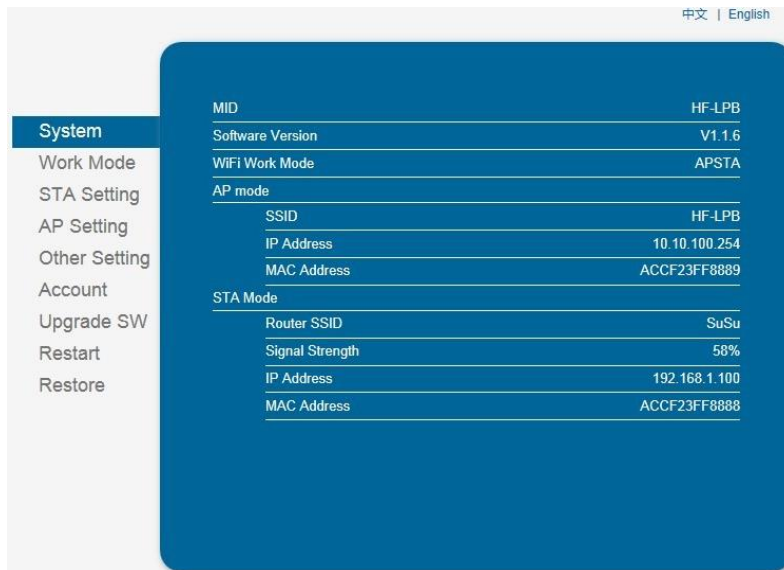 中文 | English
System
Work Mode
STA Setting
AP Setting
Other Setting
Account
Upgrade SW
Restart
Restore
MID HF-LPB
Software Version V1.1.6
WiFi Work Mode APSTA
AP mode
SSID HF-LPB
IP Address 10.10.100.254
MAC Address ACCF23FF8889
STA Mode
Router SSID SuSu
Signal Strength 58%
IP Address 192.168.1.100
MAC Address ACCF23FF8888